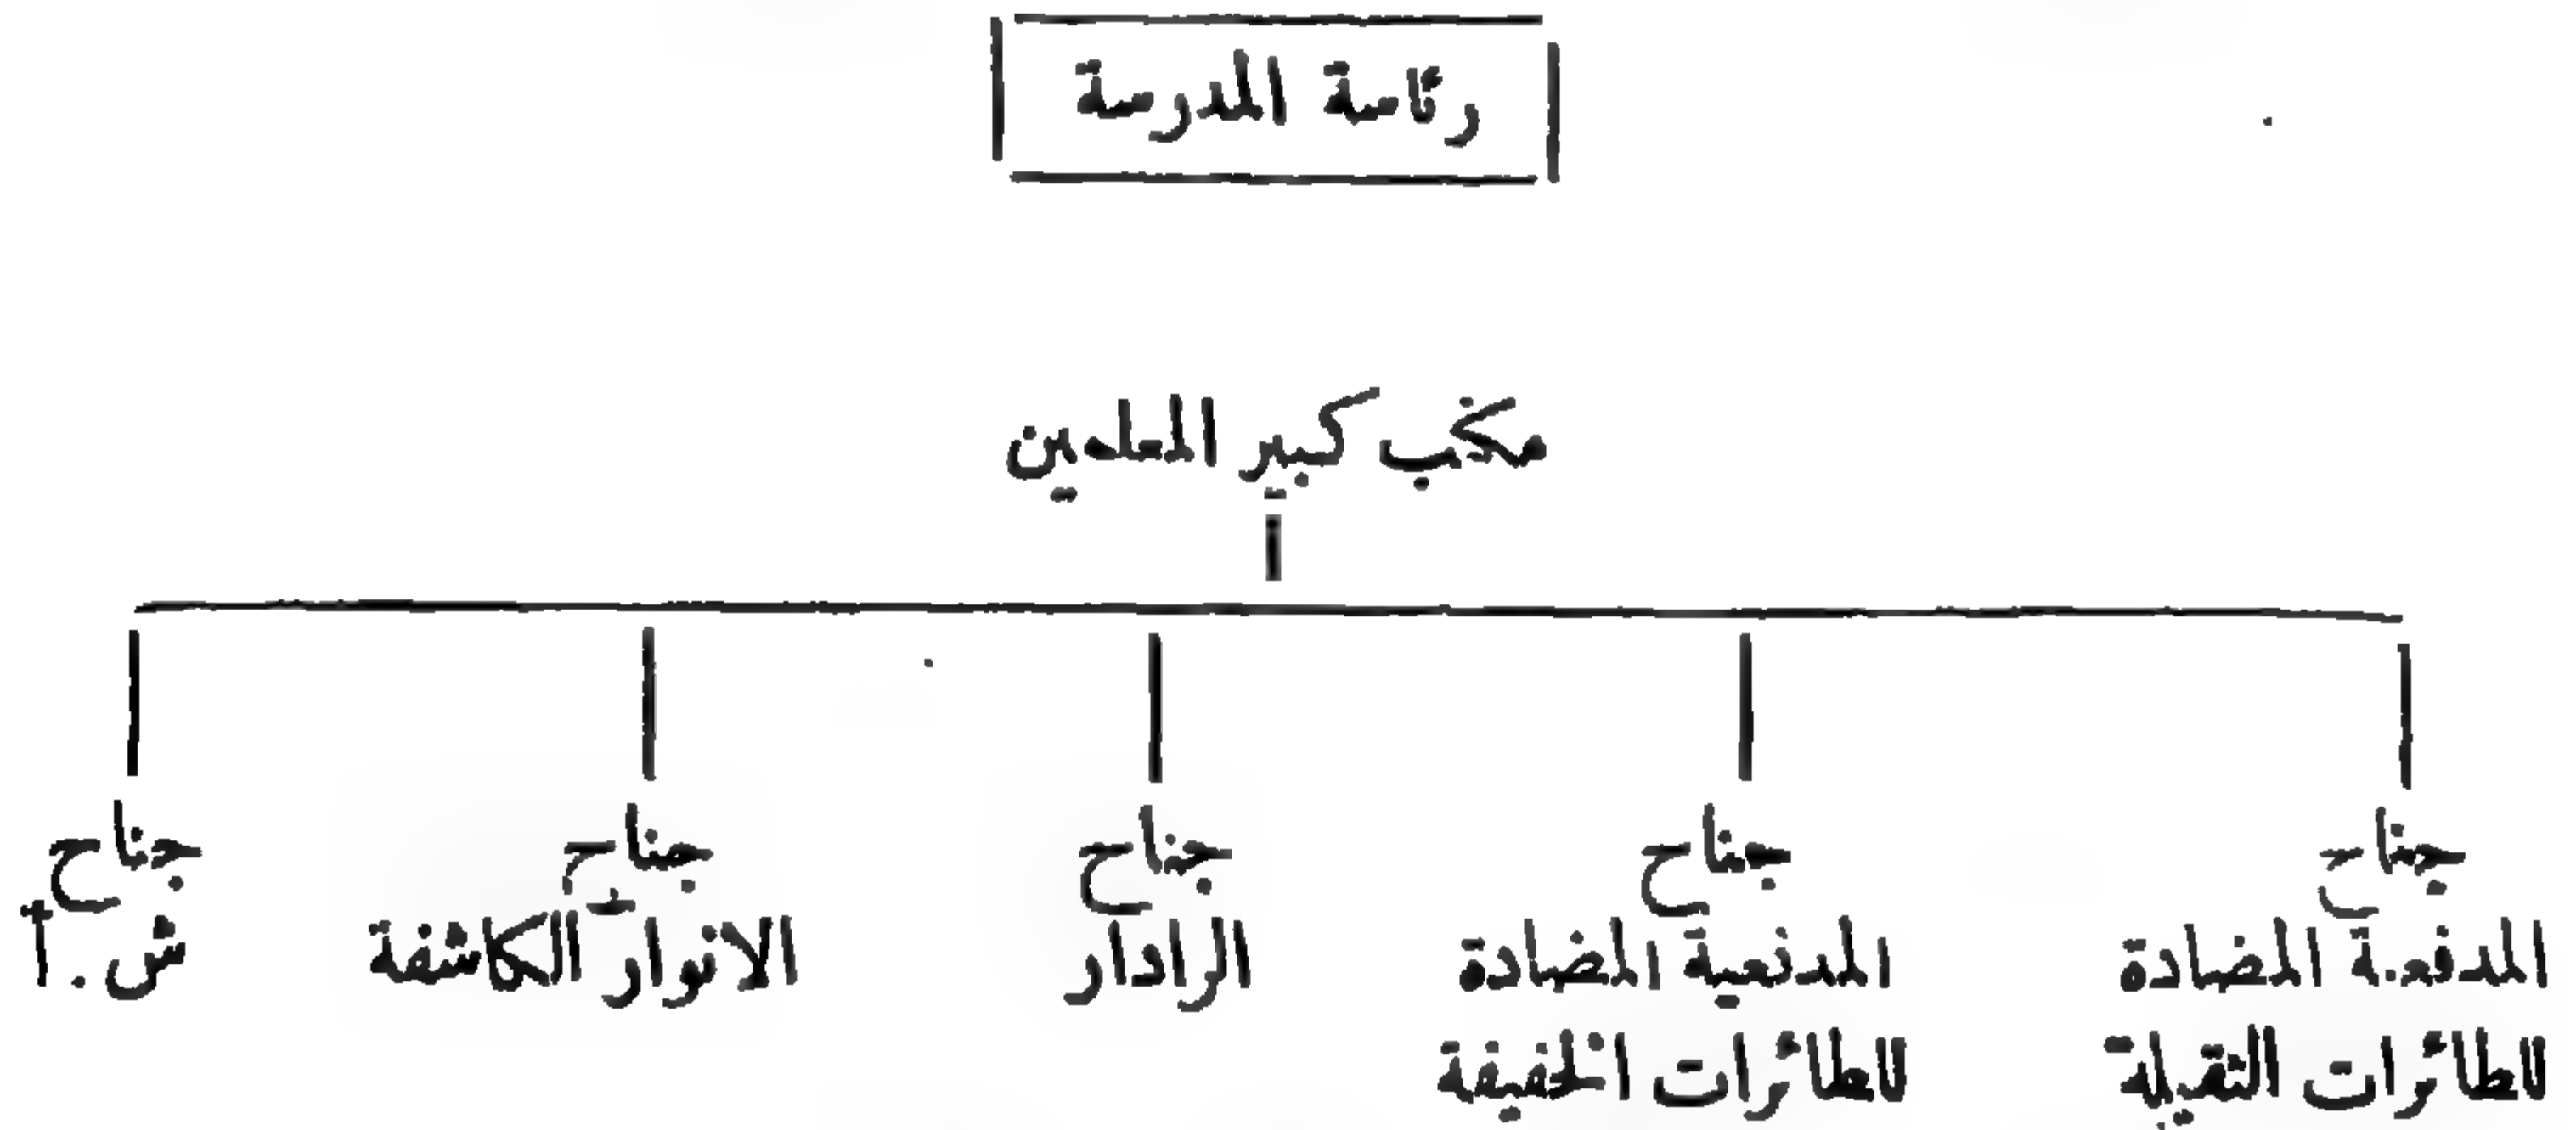 رئاسة المدرسة
مكتب كبير المعلمين
جناح
المدفعية المضادة
للطائرات الثقيلة
جناح
المدفعية المضادة
للطائرات الخفيفة
جناح
الرادار
جناح
الانوار الكاشفة
جناح
ش . أ